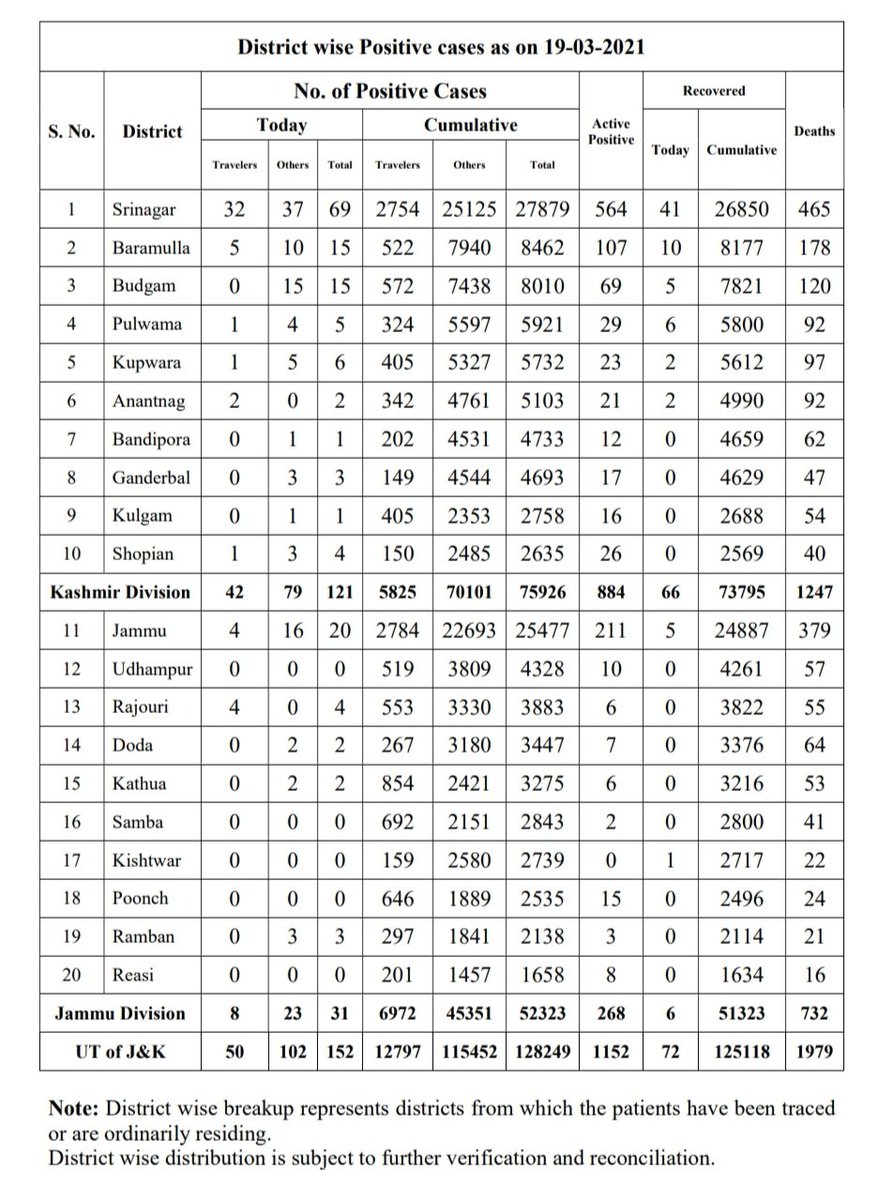 District wise Positive cases as on 19-03-2021
S. No. District No. of Positive Cases Active Positive Recovered Deaths
Today Cumulative Today Cumulative
Travelers Others Total Travelers Others Total
1 Srinagar 32 37 69 2754 25125 27879 564 41 26850 465
2 Baramulla 5 10 15 522 7940 8462 107 10 8177 178
3 Budgam 0 15 15 572 7438 8010 69 5 7821 120
4 Pulwama 1 4 5 324 5597 5921 29 6 5800 92
5 Kupwara 1 5 6 405 5327 5732 23 2 5612 97
6 Anantnag 2 0 2 342 4761 5103 21 2 4990 92
7 Bandipora 0 1 1 202 4531 4733 12 0 4659 62
8 Ganderbal 0 3 3 149 4544 4693 17 0 4629 47
9 Kulgam 0 1 1 405 2353 2758 16 0 2688 54
10 Shopian 1 3 4 150 2485 2635 26 0 2569 40
Kashmir Division 42 79 121 5825 70101 75926 884 66 73795 1247
11 Jammu 4 16 20 2784 22693 25477 211 5 24887 379
12 Udhampur 0 0 0 519 3809 4328 10 0 4261 57
13 Rajouri 4 0 4 553 3330 3883 6 0 3822 55
14 Doda 0 2 2 267 3180 3447 7 0 3376 64
15 Kathua 0 2 2 854 2421 3275 6 0 3216 53
16 Samba 0 0 0 692 2151 2843 2 0 2800 41
17 Kishtwar 0 0 0 159 2580 2739 0 1 2717 22
18 Poonch 0 0 0 646 1889 2535 15 0 2496 24
19 Ramban 0 3 3 297 1841 2138 3 0 2114 21
20 Reasi 0 0 0 201 1457 1658 8 0 1634 16
Jammu Division 8 23 31 6972 45351 52323 268 6 51323 732
UT of J&K 50 102 152 12797 115452 128249 1152 72 125118 1979
Note: District wise breakup represents districts from which the patients have been traced
or are ordinarily residing.
District wise distribution is subject to further verification and reconciliation.